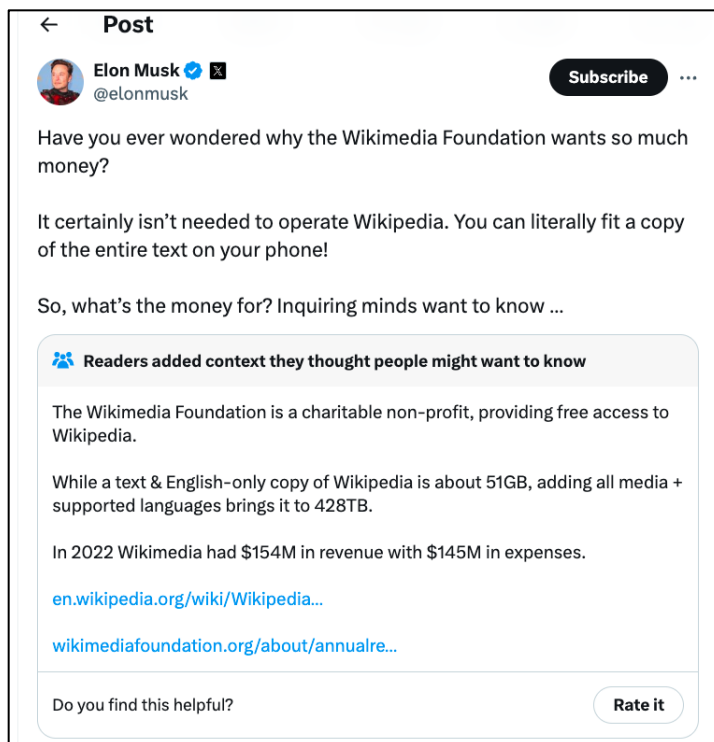 Post
Elon Musk
@elonmusk
Subscribe
Have you ever wondered why the Wikimedia Foundation wants so much
money?
It certainly isn’t needed to operate Wikipedia. You can literally fit a copy
of the entire text on your phone!
So, what’s the money for? Inquiring minds want to know ...
Readers added context they thought people might want to know
The Wikimedia Foundation is a charitable non-profit, providing free access to
Wikipedia.
While a text & English-only copy of Wikipedia is about 51GB, adding all media +
supported languages brings it to 428TB.
In 2022 Wikimedia had $154M in revenue with $145M in expenses.
en.wikipedia.org/wiki/Wikipedia...
wikimediafoundation.org/about/annualre...
Do you find this helpful?
Rate it